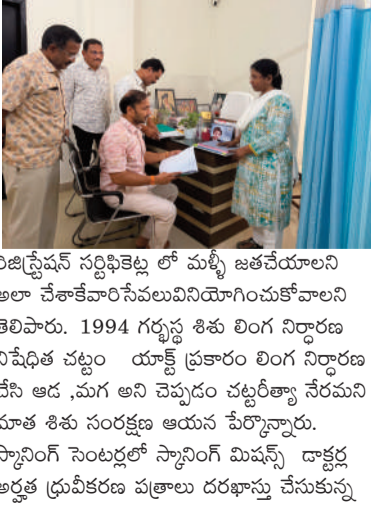 రిజిస్ట్రేషన్ సర్టిఫికెట్ల లో మళ్ళీ జతచేయాలని
అలా చేశాకేవారిసేవలువినియోగించుకోవాలని
తెలిపారు. 1994 గర్భస్థ శిశు లింగ నిర్ధారణ
నిషేధిత చట్టం యాక్ట్ ప్రకారం లింగ నిర్ధారణ
చేసి ఆడ ,మగ అని చెప్పడం చట్టరీత్యా నేరమని
మాత శిశు సంరక్షణ ఆయన పేర్కొన్నారు.
స్కానింగ్ సెంటర్లలో స్కానింగ్ మిషన్స్ డాక్టర్ల
అర్హత ధ్రువీకరణ పత్రాలు దరఖాస్తు చేసుకున్న